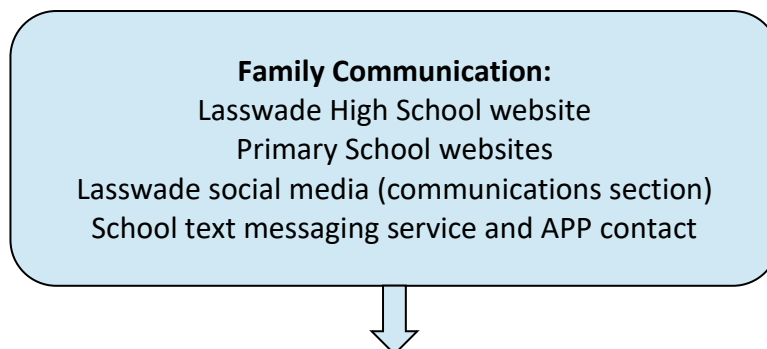 Family Communication:
Lasswade High School website
Primary School websites
Lasswade social media (communications section)
School text messaging service and APP contact